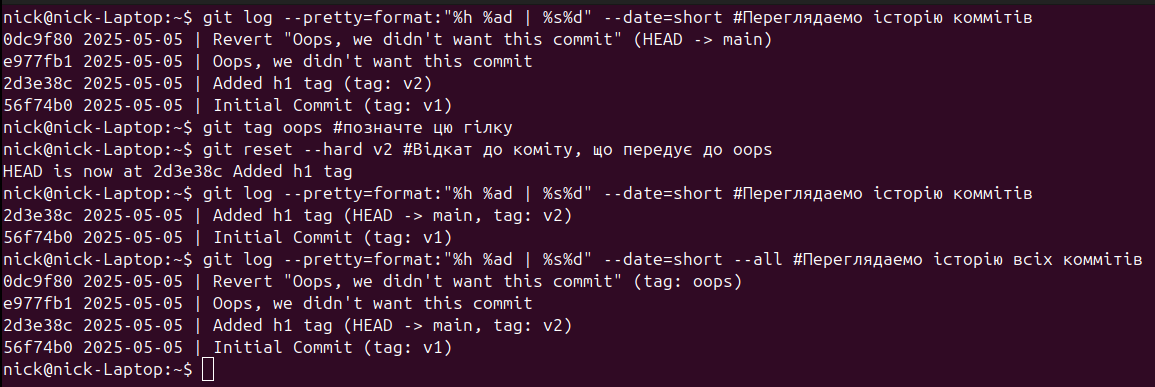 nick@nick-Laptop:~$ git log --pretty=format:"%h %ad | %s%d" --date=short #Переглядаемо історію коммітів
0dc9f80 2025-05-05 | Revert "Oops, we didn't want this commit" (HEAD -> main)
e977fb1 2025-05-05 | Oops, we didn't want this commit
2d3e38c 2025-05-05 | Added h1 tag (tag: v2)
56f74b0 2025-05-05 | Initial Commit (tag: v1)
nick@nick-Laptop:~$ git tag oops #позначте цю гілку
nick@nick-Laptop:~$ git reset --hard v2 #Відкат до коміту, що передує до oops
HEAD is now at 2d3e38c Added h1 tag
nick@nick-Laptop:~$ git log --pretty=format:"%h %ad | %s%d" --date=short #Переглядаемо історію коммітів
2d3e38c 2025-05-05 | Added h1 tag (HEAD -> main, tag: v2)
56f74b0 2025-05-05 | Initial Commit (tag: v1)
nick@nick-Laptop:~$ git log --pretty=format:"%h %ad | %s%d" --date=short --all #Переглядаемо історію всіх коммітів
0dc9f80 2025-05-05 | Revert "Oops, we didn't want this commit" (tag: oops)
e977fb1 2025-05-05 | Oops, we didn't want this commit
2d3e38c 2025-05-05 | Added h1 tag (HEAD -> main, tag: v2)
56f74b0 2025-05-05 | Initial Commit (tag: v1)
nick@nick-Laptop:~$